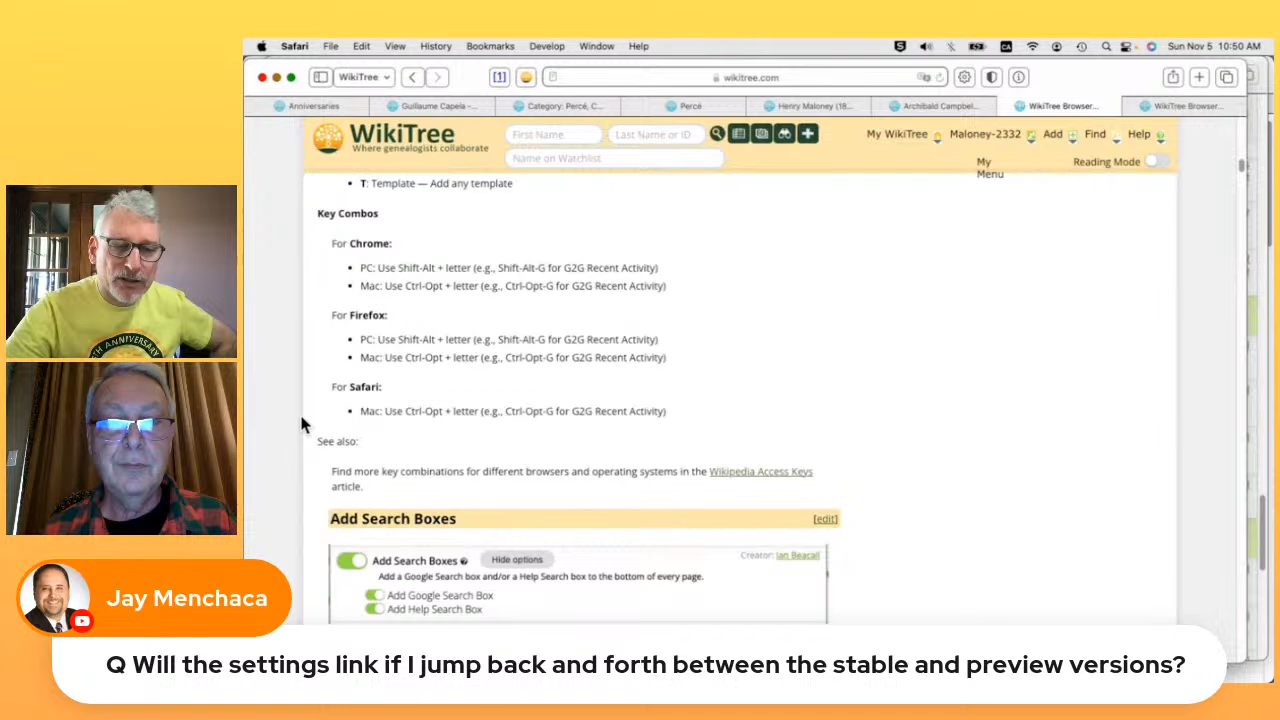 Safari File Edit View History Bookmarks Develop Window Help
Sun Nov 5 10:50 AM
WikiTree
wikitree.com
Anniversaries
Guillaume Capela –...
Category: Percé, C...
Percé
Henry Maloney (18...
Archibald Campbel...
WikiTree Browser...
WikiTree Browser...
WikiTree
Where genealogists collaborate
First Name
Last Name or ID
Name on Watchlist
My WikiTree
Maloney-2332
Add
Find
Help
My
Menu
Reading Mode
• T: Template — Add any template
Key Combos
For Chrome:
• PC: Use Shift-Alt + letter (e.g., Shift-Alt-G for G2G Recent Activity)
• Mac: Use Ctrl-Opt + letter (e.g., Ctrl-Opt-G for G2G Recent Activity)
For Firefox:
• PC: Use Shift-Alt + letter (e.g., Shift-Alt-G for G2G Recent Activity)
• Mac: Use Ctrl-Opt + letter (e.g., Ctrl-Opt-G for G2G Recent Activity)
For Safari:
• Mac: Use Ctrl-Opt + letter (e.g., Ctrl-Opt-G for G2G Recent Activity)
See also:
Find more key combinations for different browsers and operating systems in the Wikipedia Access Keys
article.
Add Search Boxes [edit]
Add Search Boxes ? Hide options Creator: Ian Beacall
Add a Google Search box and/or a Help Search box to the bottom of every page.
Add Google Search Box
Add Help Search Box
TH ANNIVERSARY
Jay Menchaca
Q Will the settings link if I jump back and forth between the stable and preview versions?